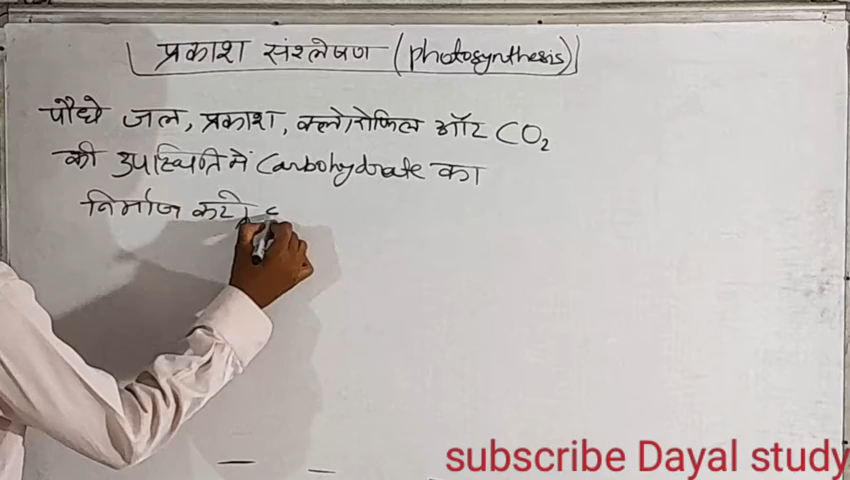 प्रकाश संश्लेषण (photosynthesis)
पौधे जल, प्रकाश, क्लोरोफिल और CO₂
की उपस्थिति में Carbohydrate का
निर्माण करते
subscribe Dayal study